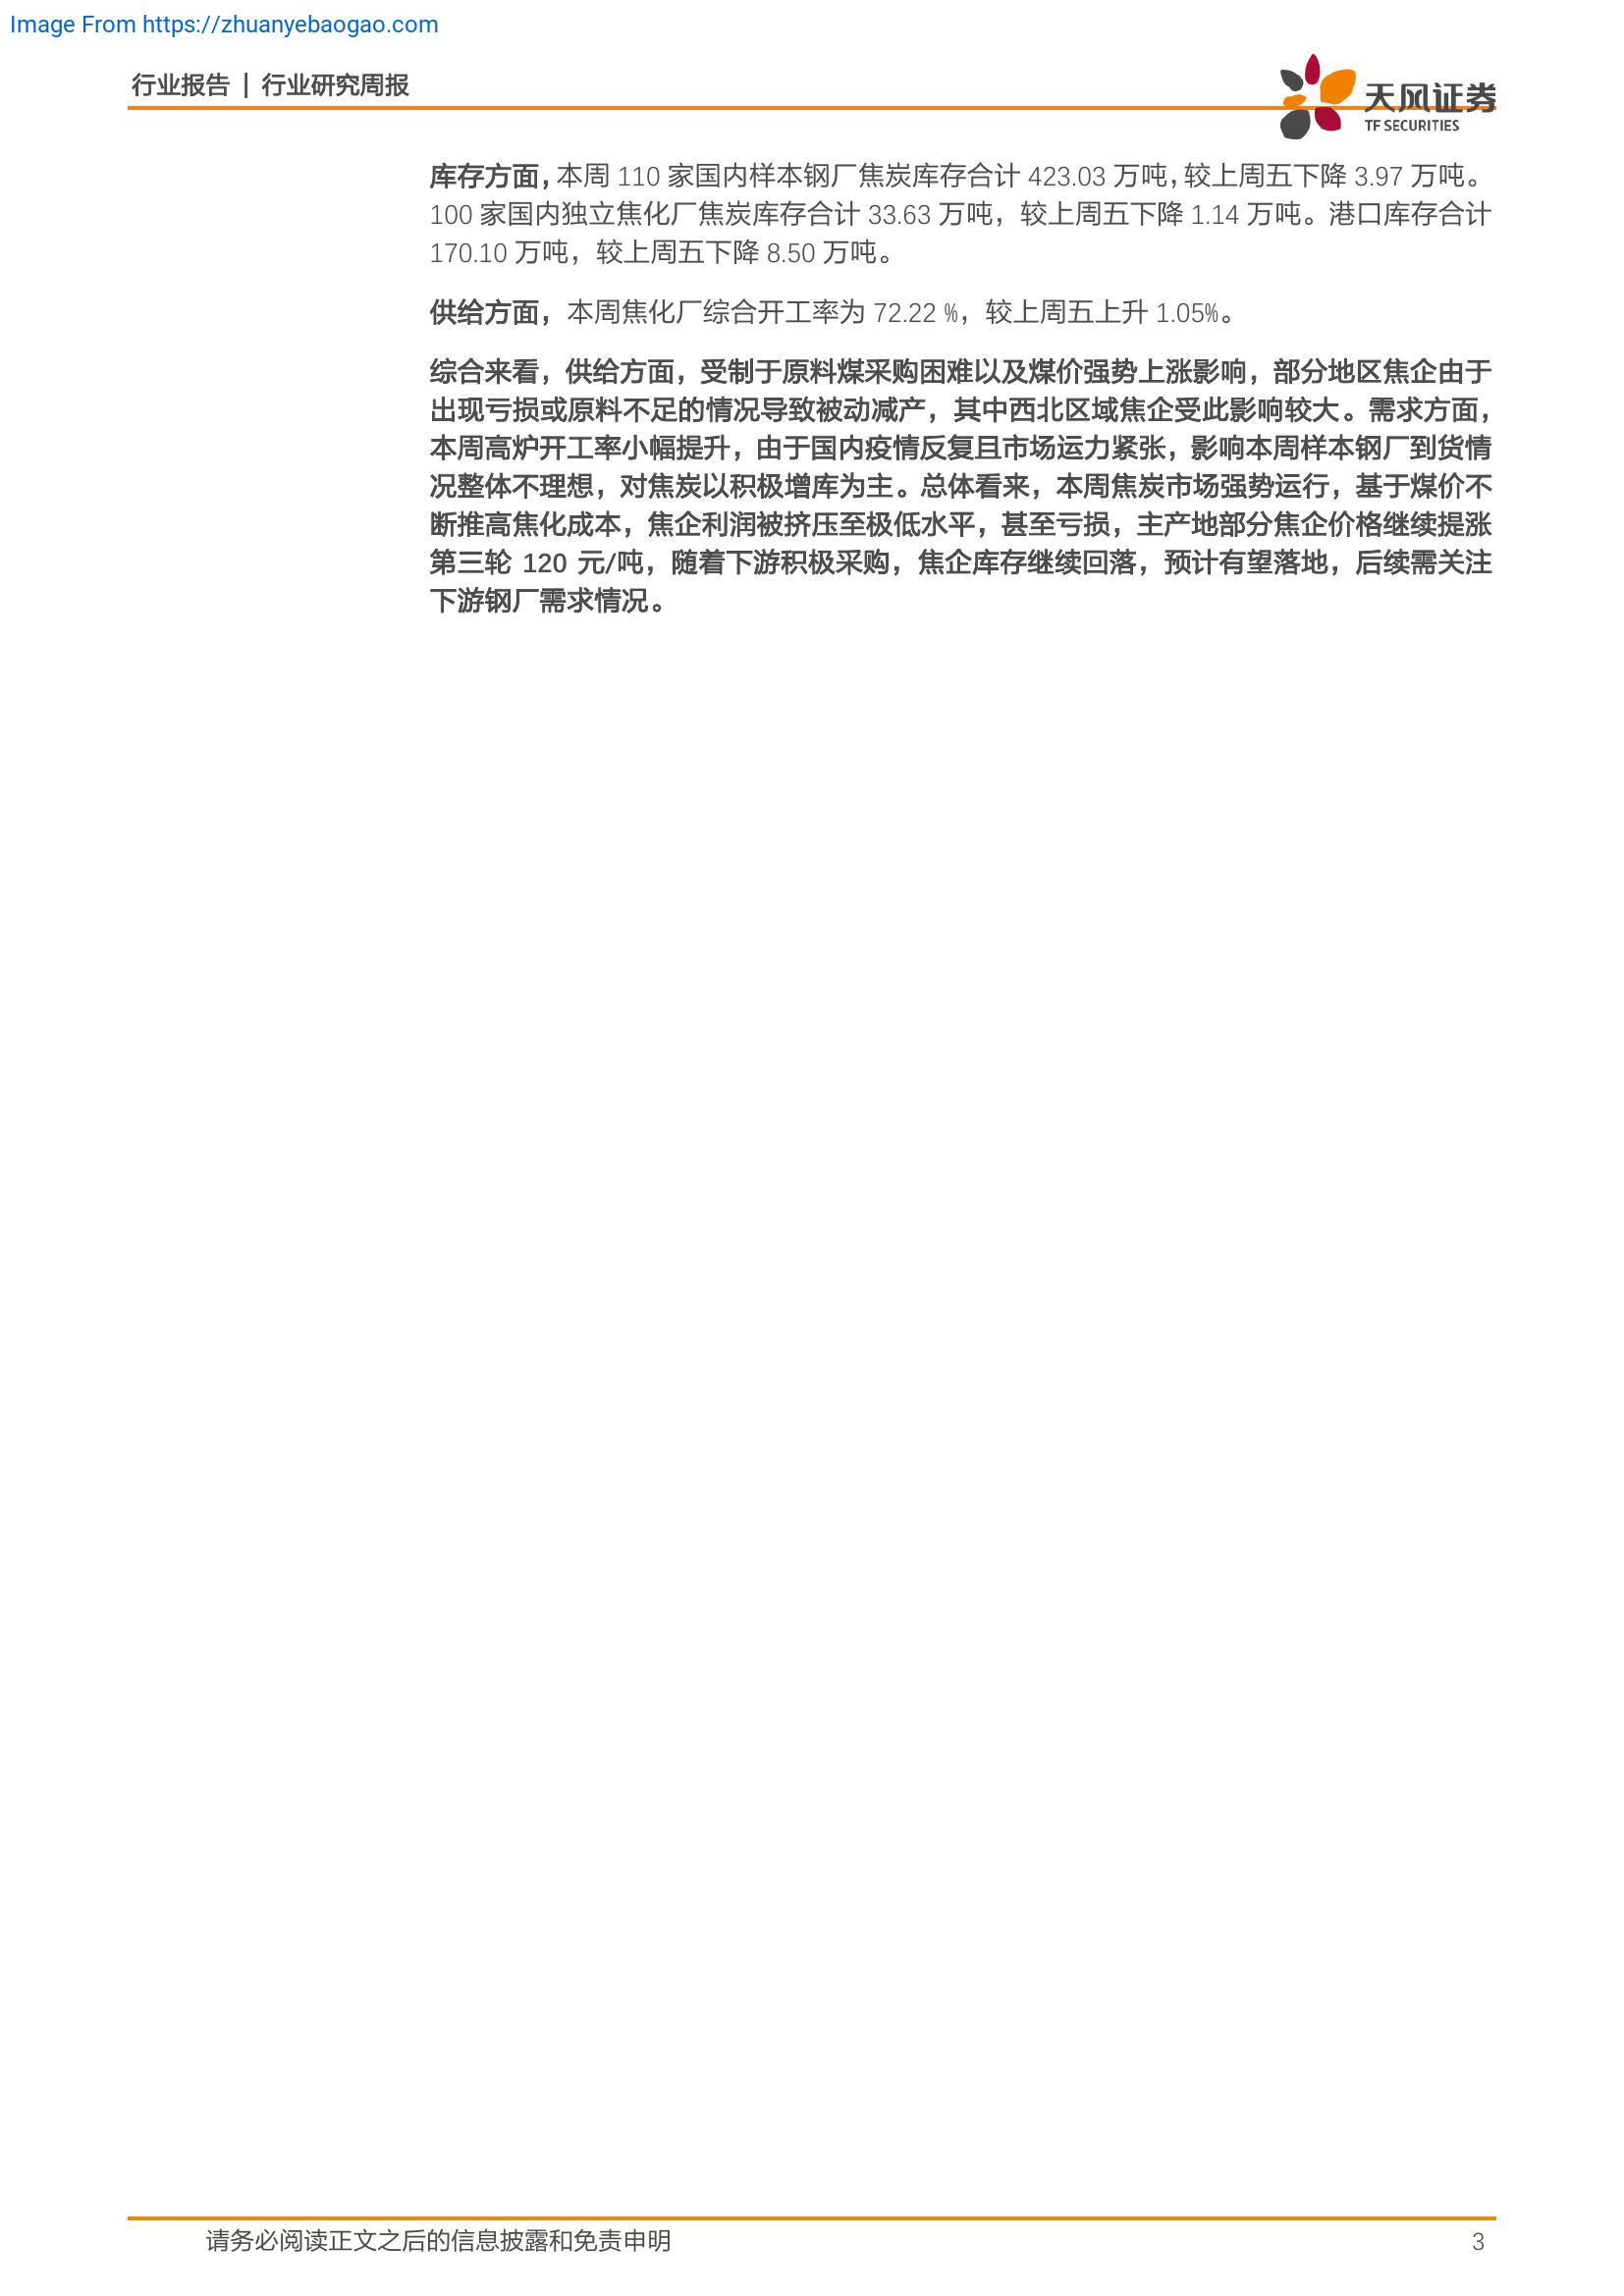 Image From https://zhuanyebaogao.com
行业报告 | 行业研究周报
天风证券
TF SECURITIES
库存方面，本周 110 家国内样本钢厂焦炭库存合计 423.03 万吨，较上周五下降 3.97 万吨。
100 家国内独立焦化厂焦炭库存合计 33.63 万吨，较上周五下降 1.14 万吨。港口库存合计
170.10 万吨，较上周五下降 8.50 万吨。
供给方面，本周焦化厂综合开工率为 72.22 %，较上周五上升 1.05%。
综合来看，供给方面，受制于原料煤采购困难以及煤价强势上涨影响，部分地区焦企由于
出现亏损或原料不足的情况导致被动减产，其中西北区域焦企受此影响较大。需求方面，
本周高炉开工率小幅提升，由于国内疫情反复且市场运力紧张，影响本周样本钢厂到货情
况整体不理想，对焦炭以积极增库为主。总体看来，本周焦炭市场强势运行，基于煤价不
断推高焦化成本，焦企利润被挤压至极低水平，甚至亏损，主产地部分焦企价格继续提涨
第三轮 120 元/吨，随着下游积极采购，焦企库存继续回落，预计有望落地，后续需关注
下游钢厂需求情况。
请务必阅读正文之后的信息披露和免责申明
3